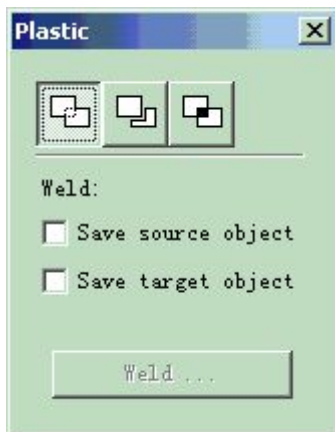 Plastic
Weld:
Save source object
Save target object
Weld ...